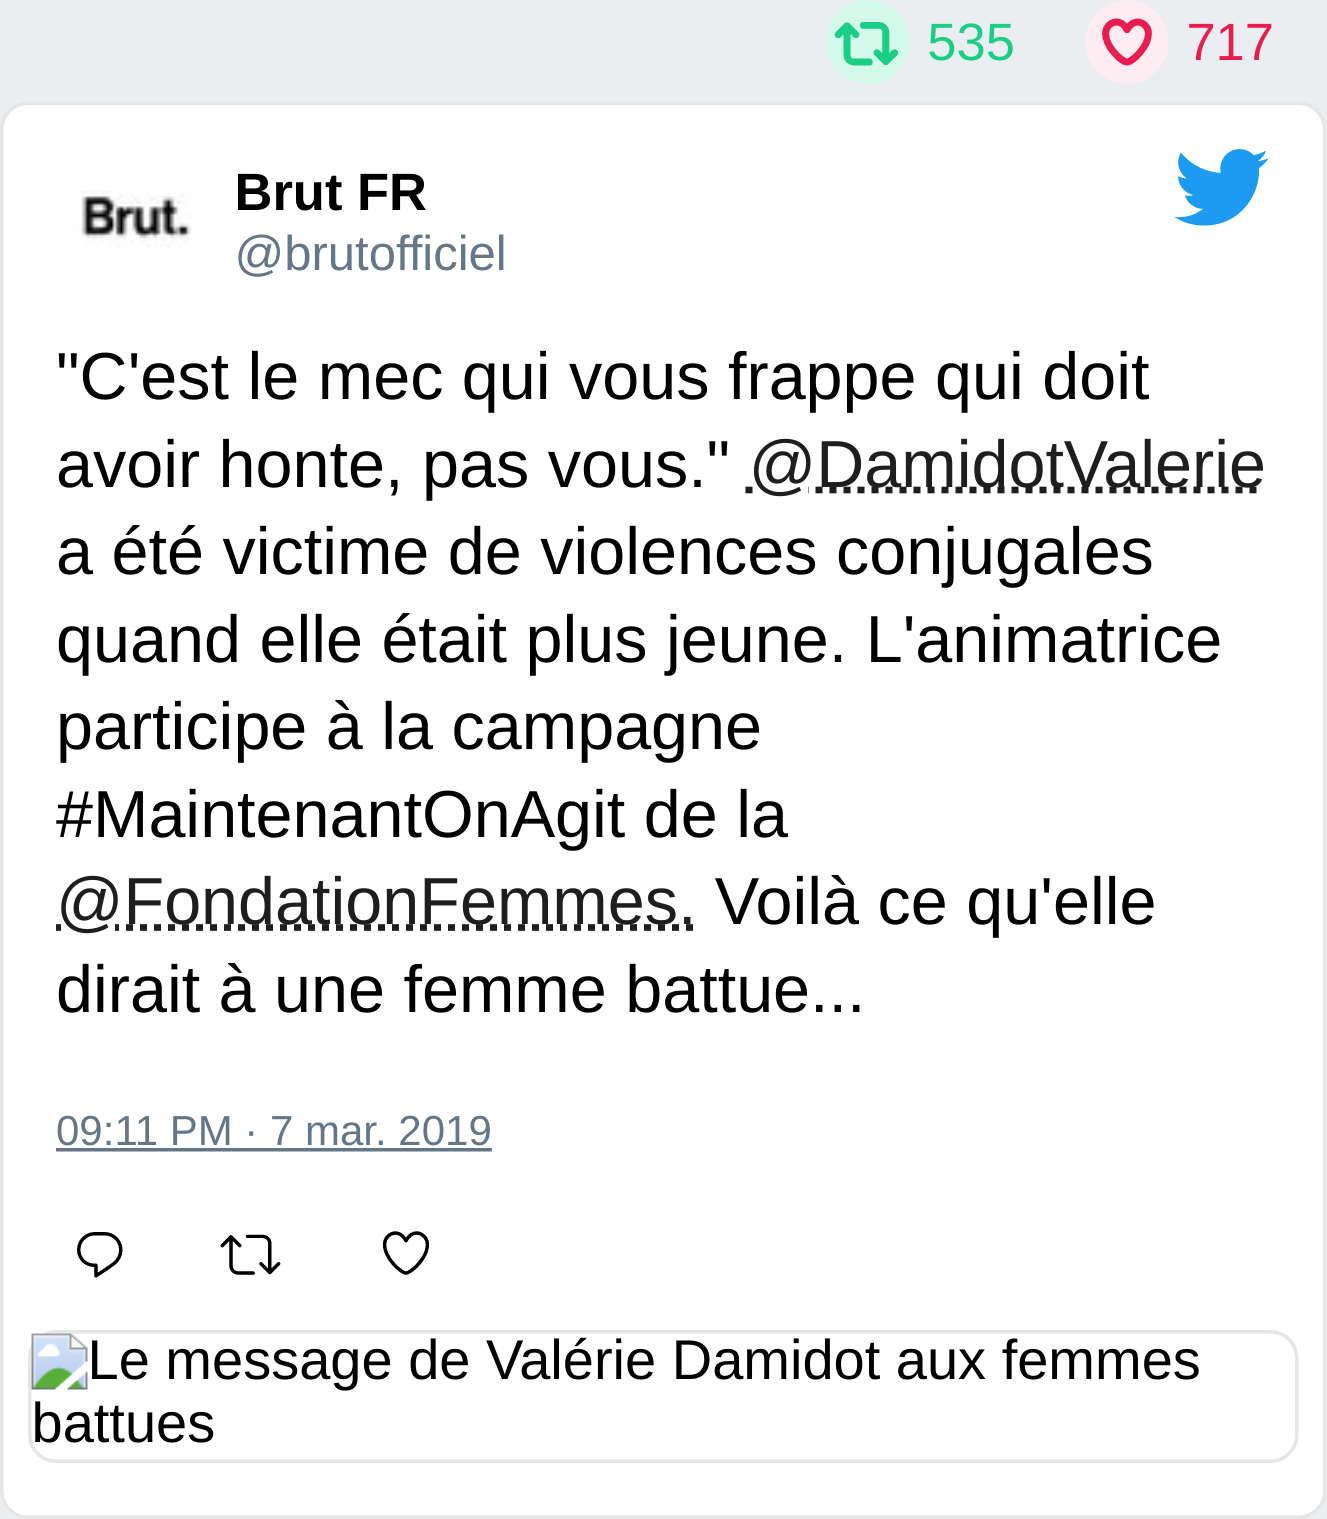 535 717
Brut.
Brut FR
@brutofficiel
"C'est le mec qui vous frappe qui doit
avoir honte, pas vous." @DamidotValerie
a été victime de violences conjugales
quand elle était plus jeune. L'animatrice
participe à la campagne
#MaintenantOnAgit de la
@FondationFemmes. Voilà ce qu'elle
dirait à une femme battue...
09:11 PM · 7 mar. 2019
Le message de Valérie Damidot aux femmes
battues